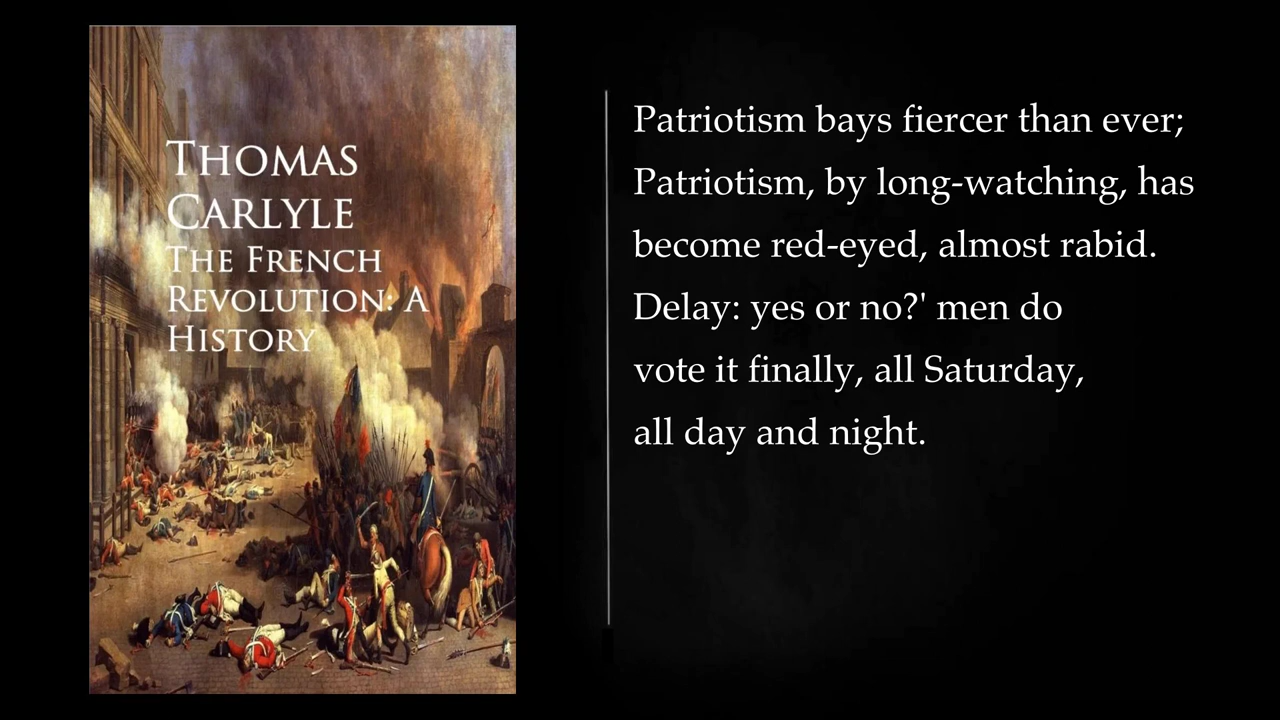 THOMAS
CARLYLE
THE FRENCH
REVOLUTION: A
HISTORY
Patriotism bays fiercer than ever;
Patriotism, by long-watching, has
become red-eyed, almost rabid.
Delay: yes or no?' men do
vote it finally, all Saturday,
all day and night.